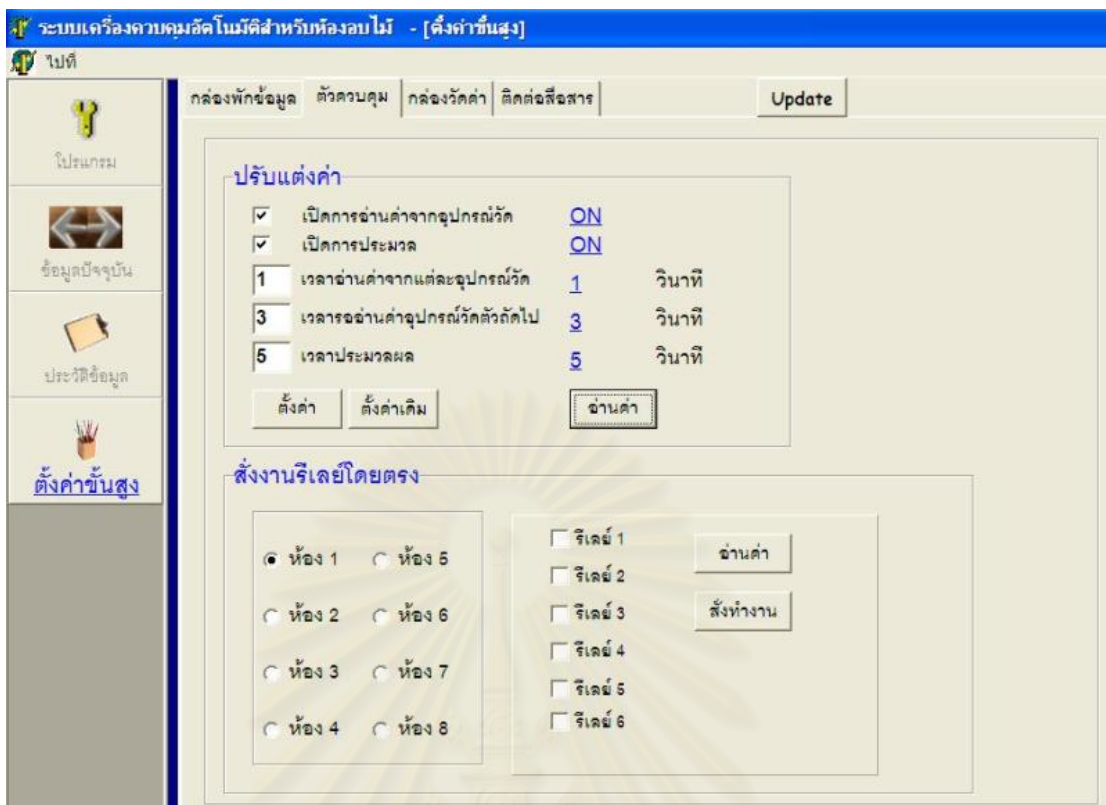 ระบบเครื่องควบคุมอัตโนมัติสำหรับห้องอบไม้ - [ตั้งค่าขั้นสูง]
ไปที่
กล่องพักข้อมูล ตัวควบคุม กล่องวัดค่า ติดต่อสื่อสาร Update
โปรแกรม
ข้อมูลปัจจุบัน
ประวัติข้อมูล
ตั้งค่าขั้นสูง
ปรับแต่งค่า
เปิดการอ่านค่าจากอุปกรณ์วัด ON
เปิดการประมวล ON
1 เวลาอ่านค่าจากแต่ละอุปกรณ์วัด 1 วินาที
3 เวลารออ่านค่าอุปกรณ์วัดตัวถัดไป 3 วินาที
5 เวลาประมวลผล 5 วินาที
ตั้งค่า ตั้งค่าเดิม อ่านค่า
สั่งงานรีเลย์โดยตรง
ห้อง 1 ห้อง 5
ห้อง 2 ห้อง 6
ห้อง 3 ห้อง 7
ห้อง 4 ห้อง 8
รีเลย์ 1
รีเลย์ 2
รีเลย์ 3
รีเลย์ 4
รีเลย์ 5
รีเลย์ 6
อ่านค่า
สั่งทำงาน